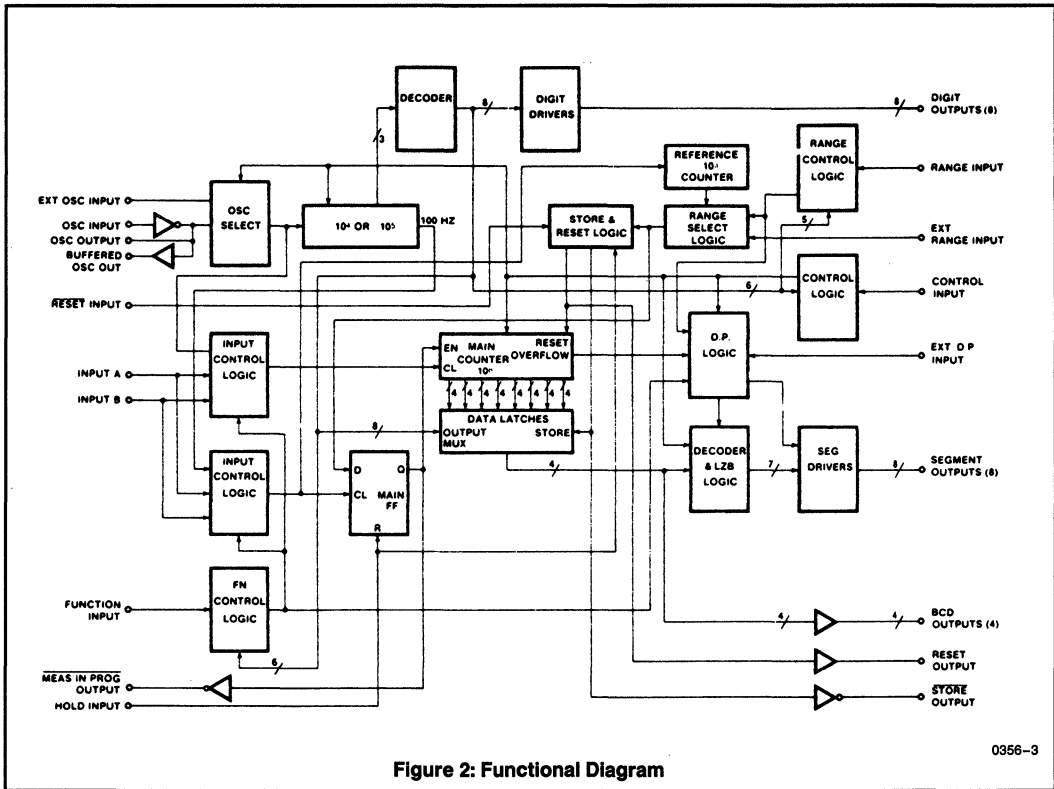 DECODER
8
DIGIT
DRIVERS
8
DIGIT
OUTPUTS (8)
3
REFERENCE
COUNTER
RANGE
CONTROL
LOGIC
RANGE INPUT
EXT OSC INPUT
OSC INPUT
OSC OUTPUT
BUFFERED
OSC OUT
OSC
SELECT
10⁴ OR 10⁵
100 HZ
STORE &
RESET LOGIC
RANGE
SELECT
LOGIC
5
EXT
RANGE INPUT
RESET INPUT
6
CONTROL
LOGIC
CONTROL
INPUT
INPUT A
INPUT B
INPUT
CONTROL
LOGIC
EN
CL
MAIN
COUNTER
RESET
OVERFLOW
D.P.
LOGIC
EXT D P
INPUT
4 4 4 4 4 4 4 4
8
DATA LATCHES
OUTPUT
MUX
STORE
4
DECODER
& LZB
LOGIC
7
SEG
DRIVERS
8
SEGMENT
OUTPUTS (8)
INPUT
CONTROL
LOGIC
D
Q
CL
MAIN
FF
R
FUNCTION
INPUT
FN
CONTROL
LOGIC
6
4
4
BCD
OUTPUTS (4)
RESET
OUTPUT
STORE
OUTPUT
MEAS IN PROG
OUTPUT
HOLD INPUT
0356–3
Figure 2: Functional Diagram